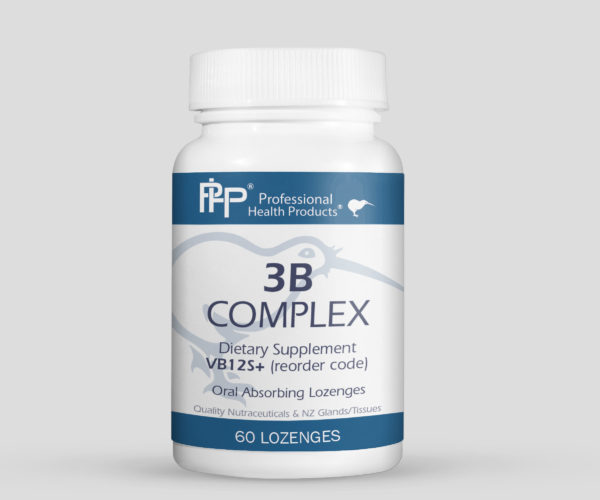 PHP® Professional
Health Products®
3B
COMPLEX
Dietary Supplement
VB12S+ (reorder code)
Oral Absorbing Lozenges
Quality Nutraceuticals & NZ Glands/Tissues
60 LOZENGES